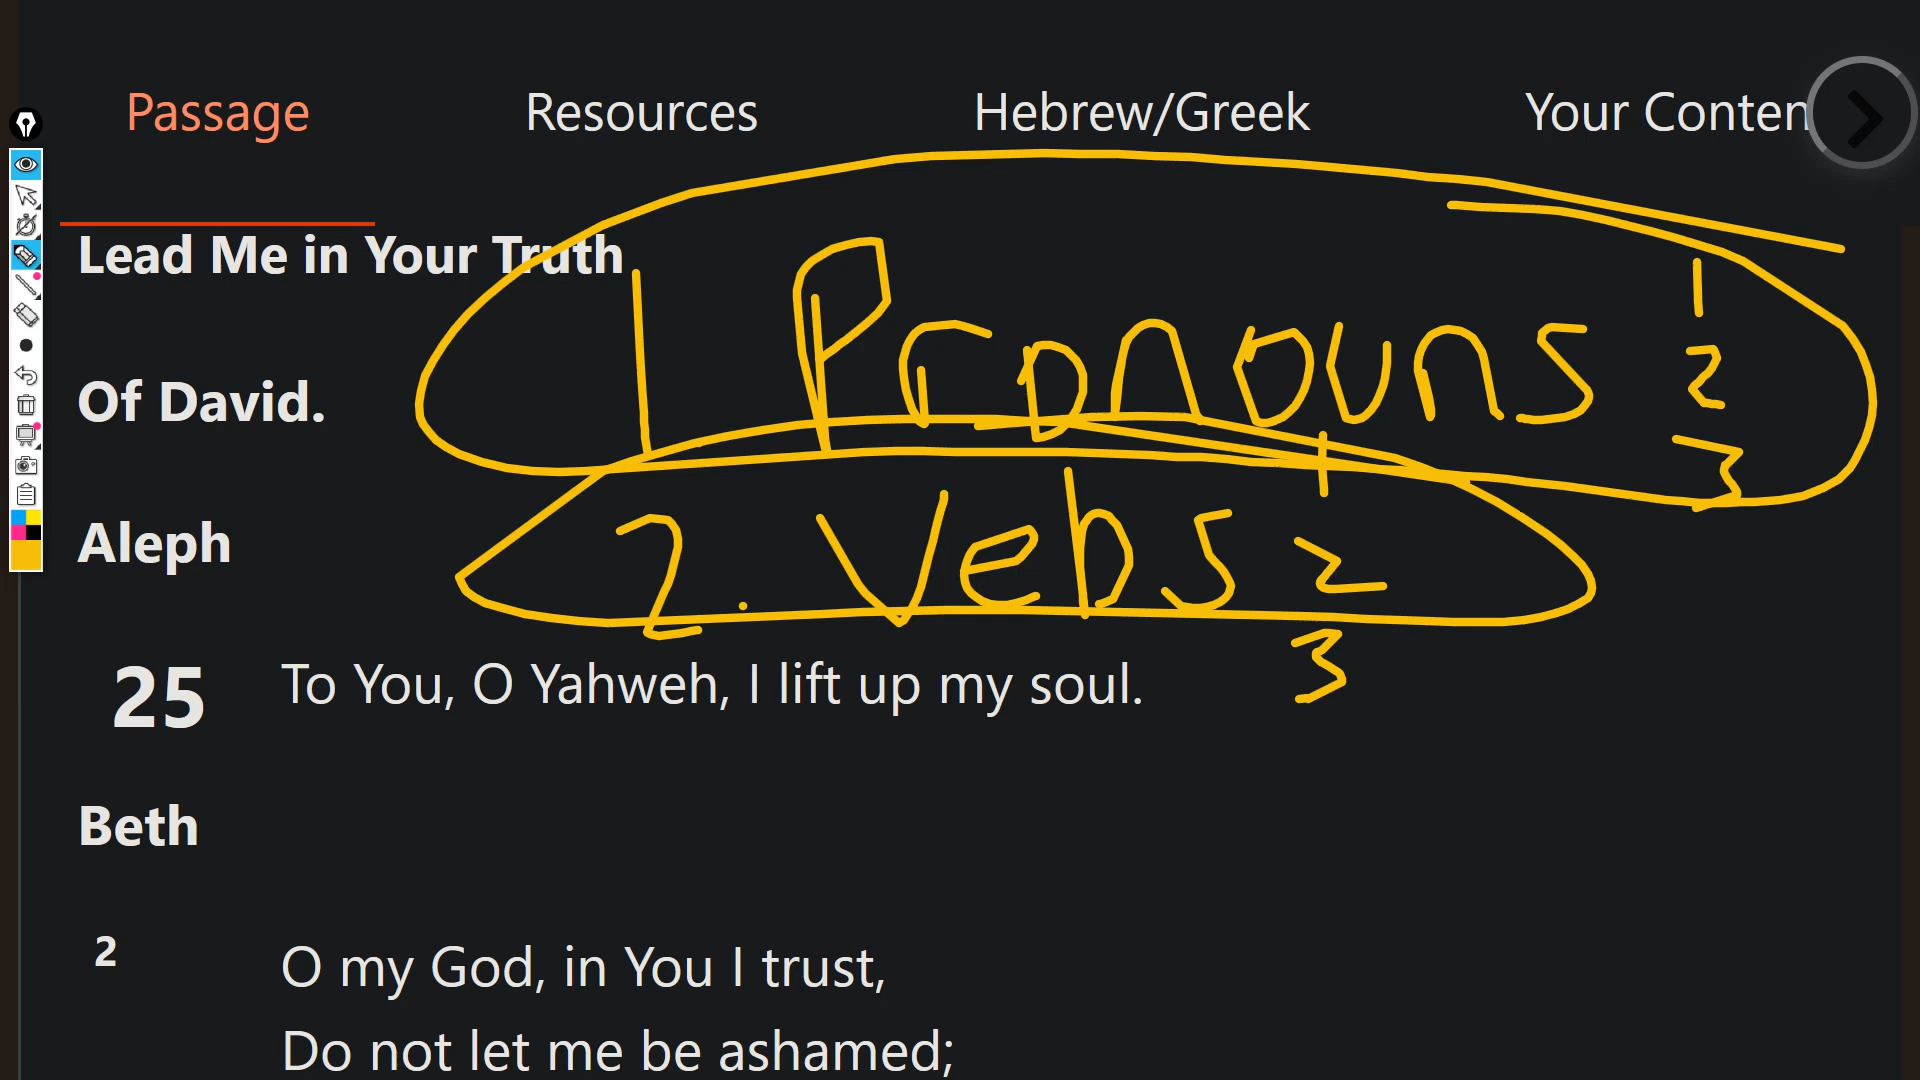 Passage Resources Hebrew/Greek Your Conten
Lead Me in Your Truth
1 Pronouns 1 2 3
Of David.
2. Vebs 1 2 3
Aleph
25 To You, O Yahweh, I lift up my soul.
Beth
2 O my God, in You I trust,
Do not let me be ashamed;